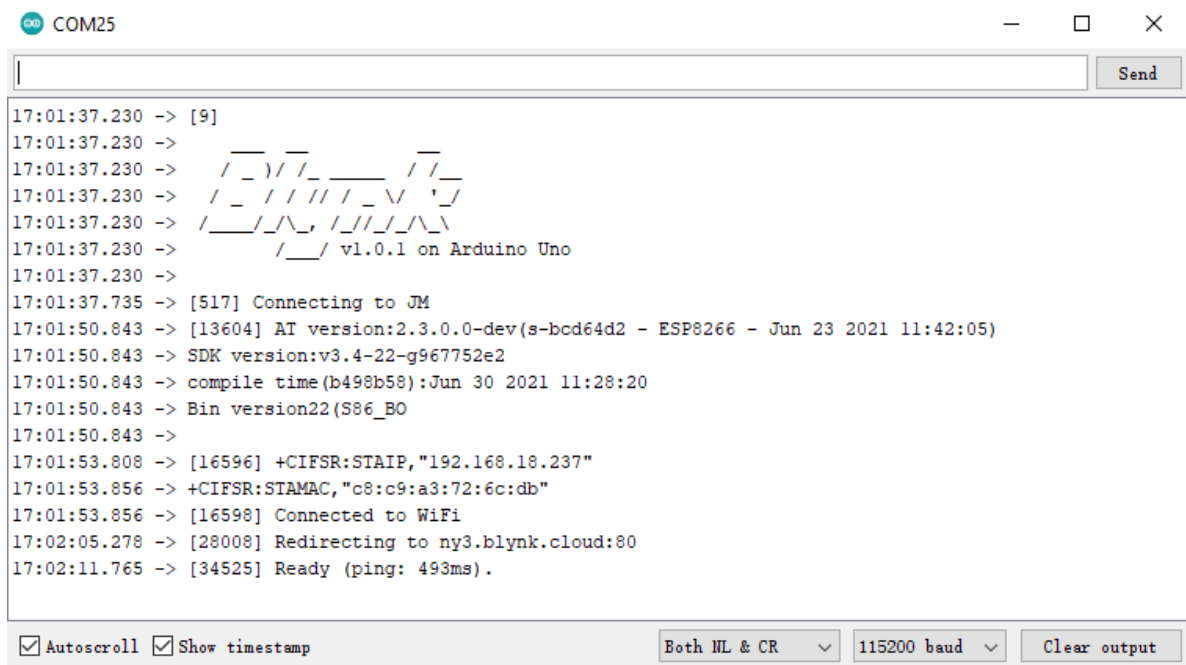 COM25
Send
17:01:37.230 -> [9]
17:01:37.230 ->     ___  __          __
17:01:37.230 ->    / _ )/ /_ _____  / /__
17:01:37.230 ->   / _  / / // / _ \/  '_/
17:01:37.230 ->  /____/_/\_, /_//_/_/\_\
17:01:37.230 ->         /___/ v1.0.1 on Arduino Uno
17:01:37.230 ->
17:01:37.735 -> [517] Connecting to JM
17:01:50.843 -> [13604] AT version:2.3.0.0-dev(s-bcd64d2 - ESP8266 - Jun 23 2021 11:42:05)
17:01:50.843 -> SDK version:v3.4-22-g967752e2
17:01:50.843 -> compile time(b498b58):Jun 30 2021 11:28:20
17:01:50.843 -> Bin version22(S86_BO
17:01:50.843 ->
17:01:53.808 -> [16596] +CIFSR:STAIP,"192.168.18.237"
17:01:53.856 -> +CIFSR:STAMAC,"c8:c9:a3:72:6c:db"
17:01:53.856 -> [16598] Connected to WiFi
17:02:05.278 -> [28008] Redirecting to ny3.blynk.cloud:80
17:02:11.765 -> [34525] Ready (ping: 493ms).
Autoscroll Show timestamp Both NL & CR 115200 baud Clear output